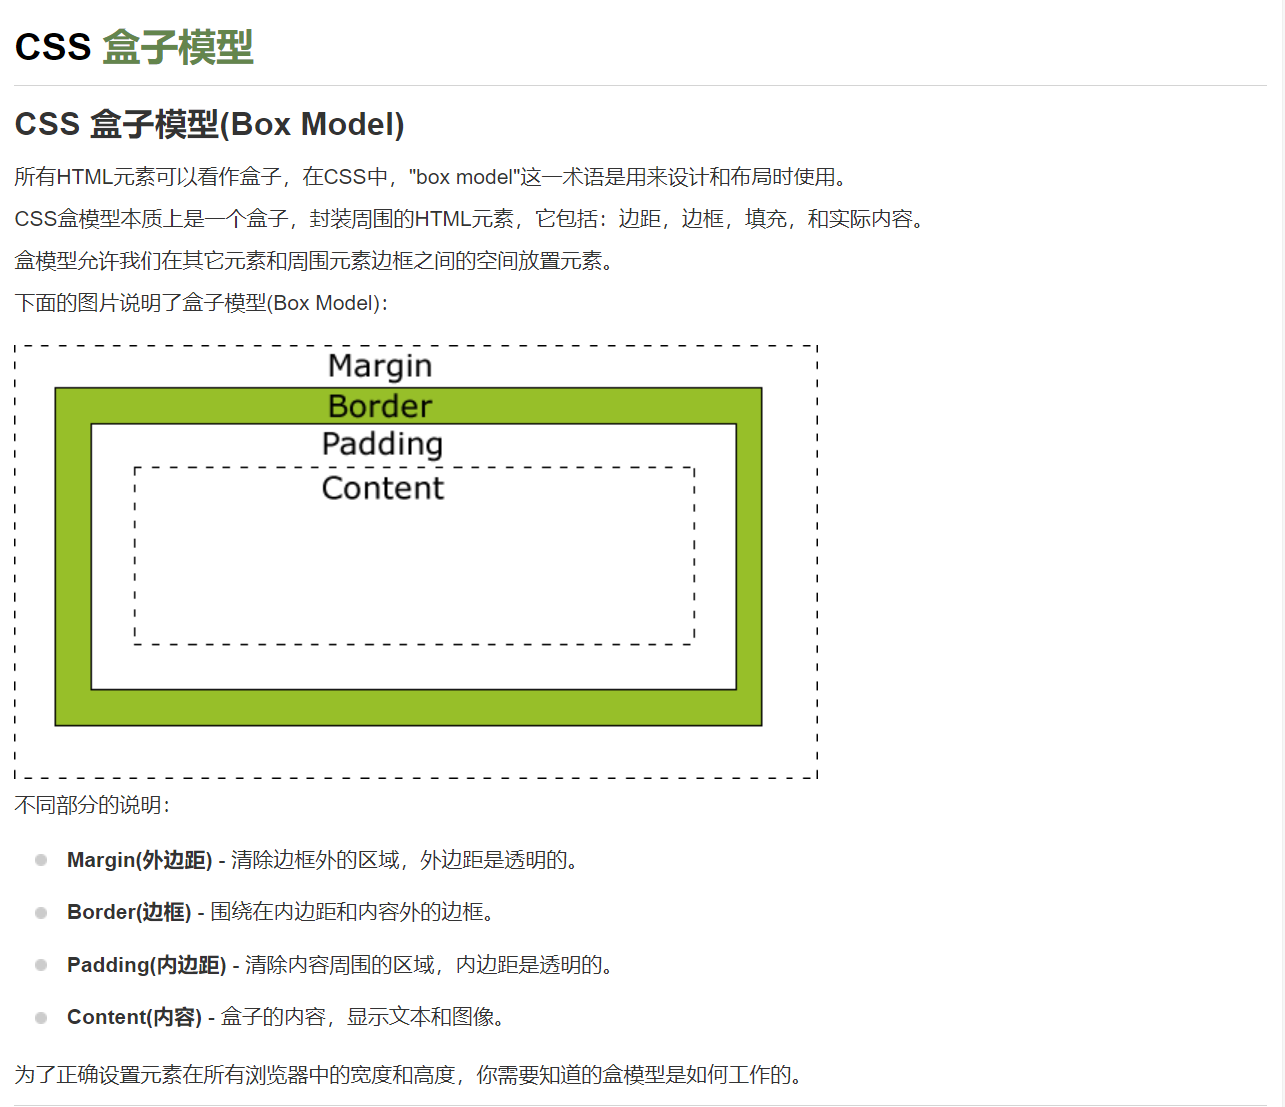 CSS 盒子模型
CSS 盒子模型(Box Model)
所有HTML元素可以看作盒子，在CSS中，"box model"这一术语是用来设计和布局时使用。
CSS盒模型本质上是一个盒子，封装周围的HTML元素，它包括：边距，边框，填充，和实际内容。
盒模型允许我们在其它元素和周围元素边框之间的空间放置元素。
下面的图片说明了盒子模型(Box Model)：
Margin
Border
Padding
Content
不同部分的说明：
Margin(外边距) - 清除边框外的区域，外边距是透明的。
Border(边框) - 围绕在内边距和内容外的边框。
Padding(内边距) - 清除内容周围的区域，内边距是透明的。
Content(内容) - 盒子的内容，显示文本和图像。
为了正确设置元素在所有浏览器中的宽度和高度，你需要知道的盒模型是如何工作的。